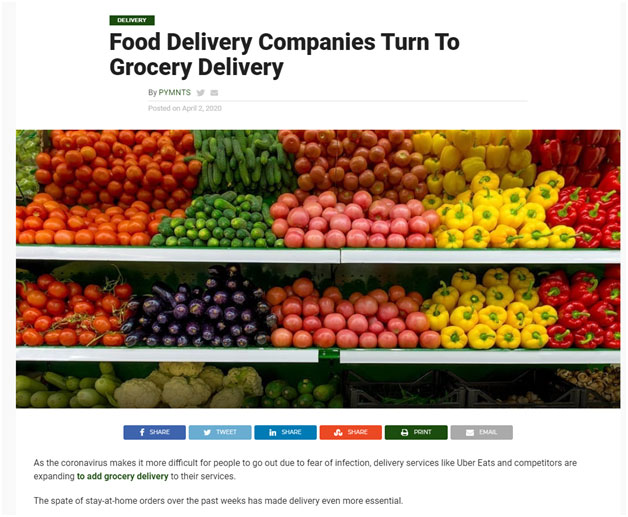 DELIVERY
Food Delivery Companies Turn To
Grocery Delivery
By PYMNTS
Posted on April 2, 2020
SHARE
TWEET
SHARE
SHARE
PRINT
EMAIL
As the coronavirus makes it more difficult for people to go out due to fear of infection, delivery services like Uber Eats and competitors are
expanding to add grocery delivery to their services.
The spate of stay-at-home orders over the past weeks has made delivery even more essential.